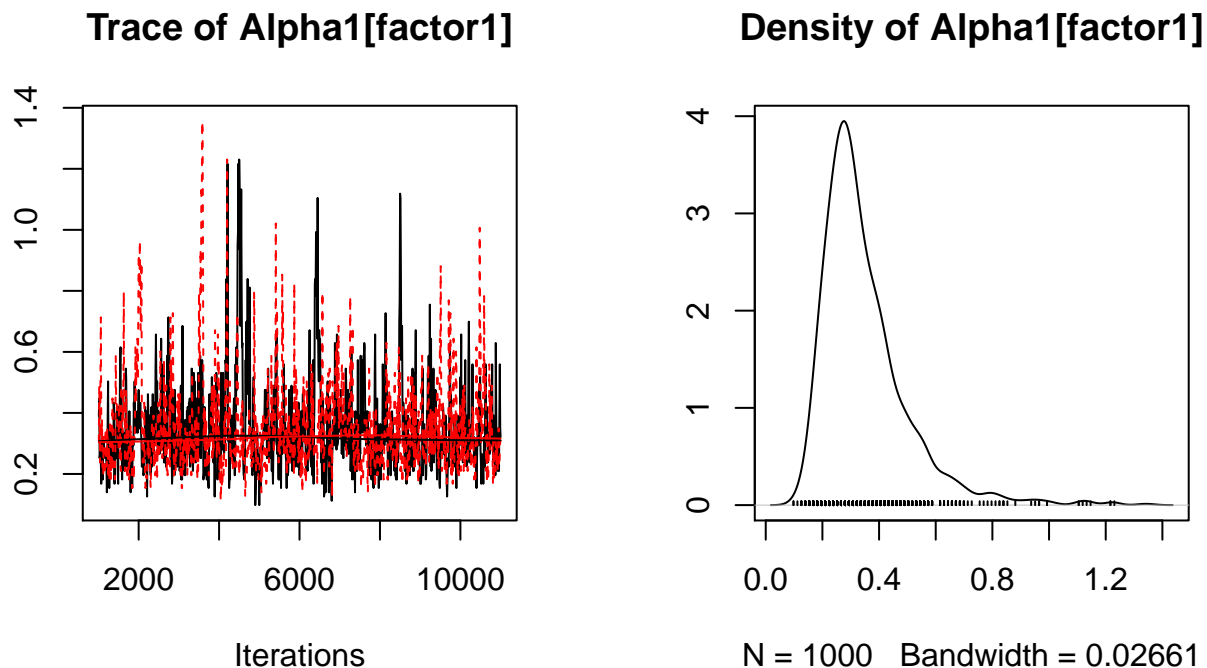 Trace of Alpha1[factor1]
1.4
1.0
0.6
0.2
2000 6000 10000
Iterations
Density of Alpha1[factor1]
4
3
2
1
0
0.0 0.4 0.8 1.2
N = 1000 Bandwidth = 0.02661